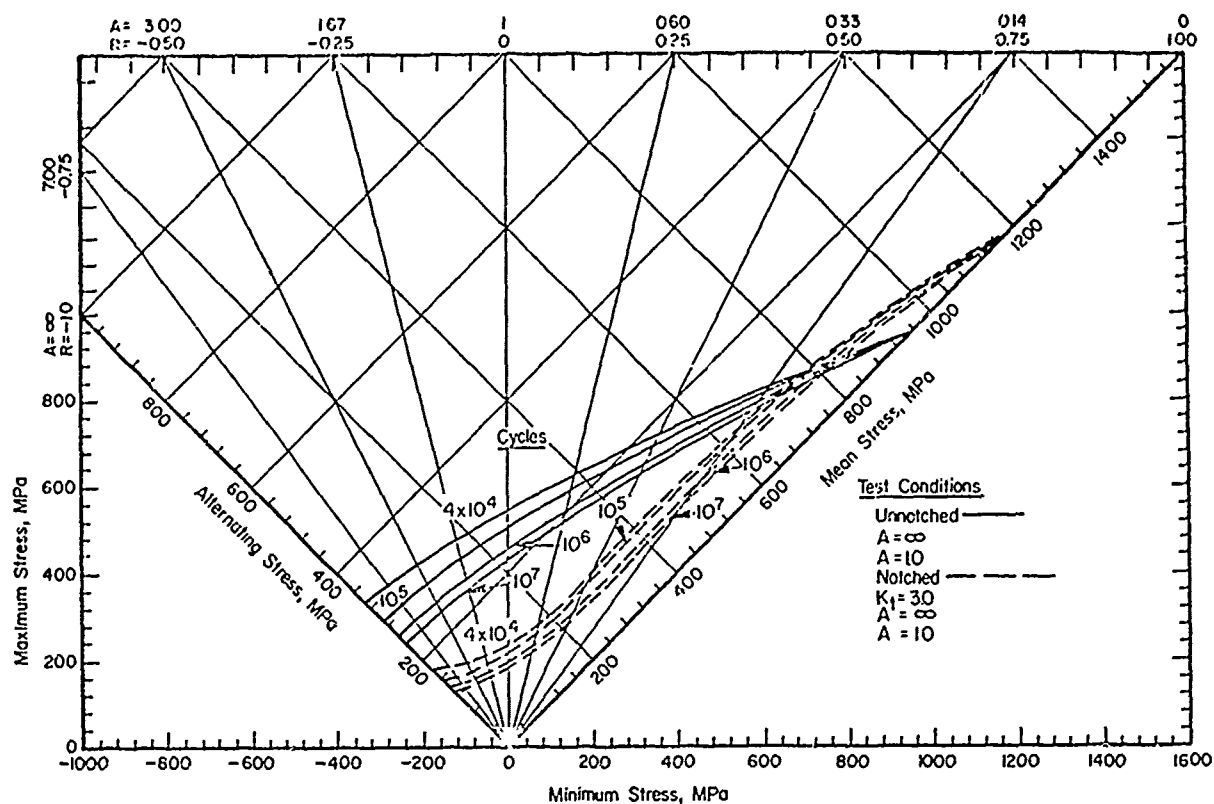 A= 3.00 1.67 1 0.60 0.33 0.14 0
R= -0.50 -0.25 0 0.25 0.50 0.75 1.00
7.00
-0.75
A=∞
R=-1.0
800
600
400
200
0
Maximum Stress, MPa
800
600
400
200
Alternating Stress, MPa
1400
1200
1000
800
600
400
200
Mean Stress, MPa
Cycles
4x10⁴
10⁵
10⁶
10⁷
4x10⁴
10⁵
10⁶
10⁷
Test Conditions
Unnotched
A=∞
A=1.0
Notched
Kt=3.0
A=∞
A=1.0
-1000 -800 -600 -400 -200 0 200 400 600 800 1000 1200 1400 1600
Minimum Stress, MPa